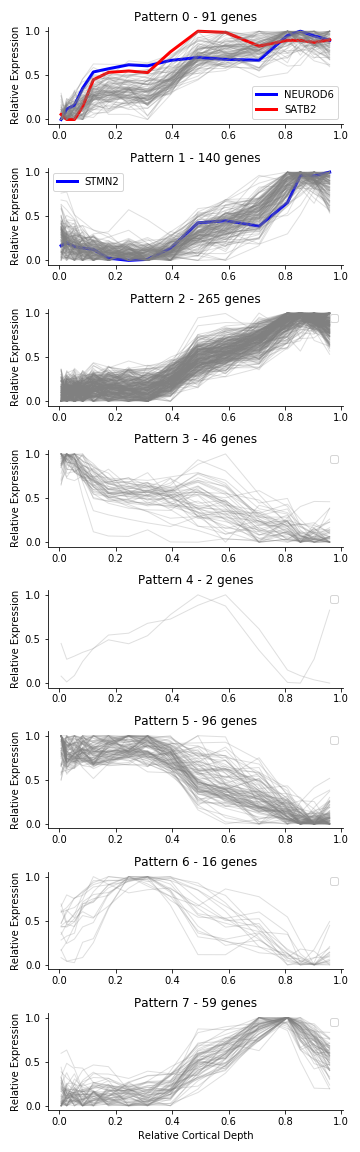 Pattern 0 - 91 genes
Relative Expression
1.0
0.5
0.0
NEUROD6
SATB2
0.0 0.2 0.4 0.6 0.8 1.0
Pattern 1 - 140 genes
Relative Expression
1.0
0.5
0.0
STMN2
0.0 0.2 0.4 0.6 0.8 1.0
Pattern 2 - 265 genes
Relative Expression
1.0
0.5
0.0
0.0 0.2 0.4 0.6 0.8 1.0
Pattern 3 - 46 genes
Relative Expression
1.0
0.5
0.0
0.0 0.2 0.4 0.6 0.8 1.0
Pattern 4 - 2 genes
Relative Expression
1.0
0.5
0.0
0.0 0.2 0.4 0.6 0.8 1.0
Pattern 5 - 96 genes
Relative Expression
1.0
0.5
0.0
0.0 0.2 0.4 0.6 0.8 1.0
Pattern 6 - 16 genes
Relative Expression
1.0
0.5
0.0
0.0 0.2 0.4 0.6 0.8 1.0
Pattern 7 - 59 genes
Relative Expression
1.0
0.5
0.0
0.0 0.2 0.4 0.6 0.8 1.0
Relative Cortical Depth